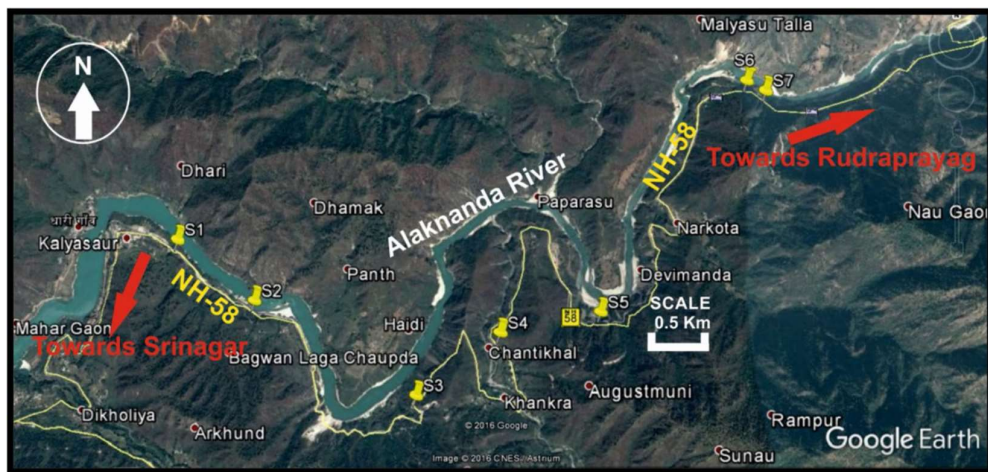 Malyasu Talla
N
S6
S7
NH-58
Towards Rudraprayag
Dhari
Alaknanda River
Paparasu
Dhamak
Nau Gaon
धारी गाँव
Kalyasaur
S1
Narkota
NH-58
Panth
Devimanda
S2
S5
SCALE
0.5 Km
58
Mahar Gaon
Haidi
S4
Towards Srinagar
Bagwan Laga Chaupda
Chantikhal
S3
Augustmuni
Khankra
Dikholiya
Arkhund
Rampur
© 2016 Google
Google Earth
Sunau
Image © 2016 CNES / Astrium